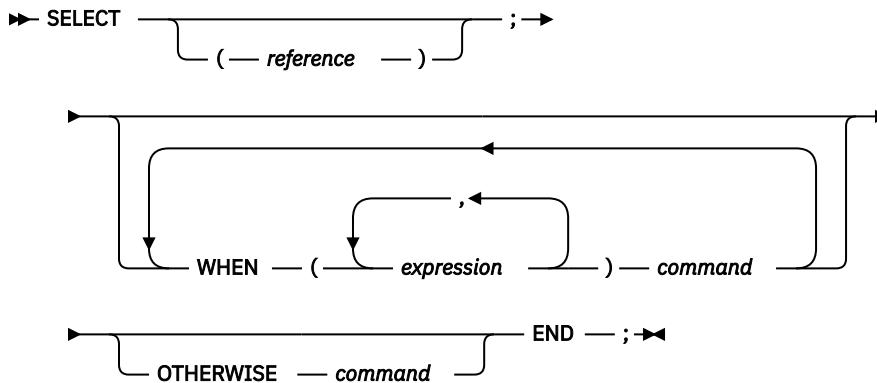 SELECT ;
( reference )
,
WHEN ( expression ) command
END ;
OTHERWISE command